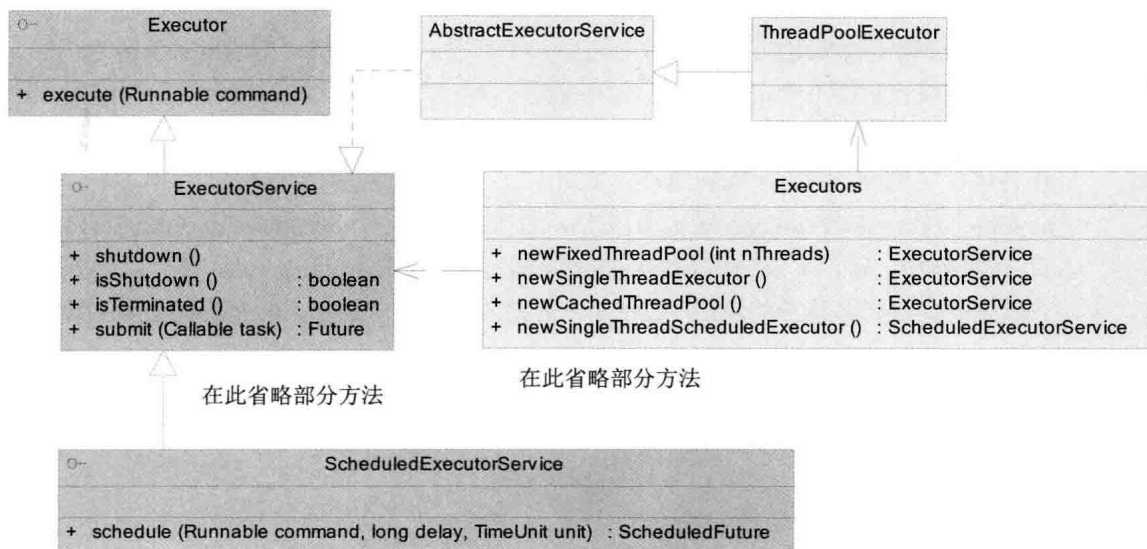 Executor
+ execute (Runnable command)
AbstractExecutorService
ThreadPoolExecutor
ExecutorService
+ shutdown ()
+ isShutdown () : boolean
+ isTerminated () : boolean
+ submit (Callable task) : Future
在此省略部分方法
Executors
+ newFixedThreadPool (int nThreads) : ExecutorService
+ newSingleThreadExecutor () : ExecutorService
+ newCachedThreadPool () : ExecutorService
+ newSingleThreadScheduledExecutor () : ScheduledExecutorService
在此省略部分方法
ScheduledExecutorService
+ schedule (Runnable command, long delay, TimeUnit unit) : ScheduledFuture